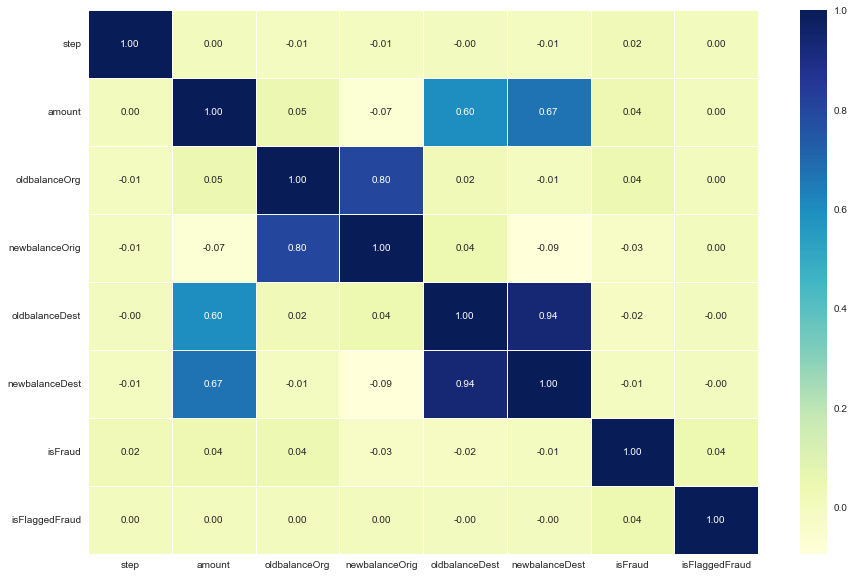 step 1.00 0.00 -0.01 -0.01 -0.00 -0.01 0.02 0.00
amount 0.00 1.00 0.05 -0.07 0.60 0.67 0.04 0.00
oldbalanceOrg -0.01 0.05 1.00 0.80 0.02 -0.01 0.04 0.00
newbalanceOrig -0.01 -0.07 0.80 1.00 0.04 -0.09 -0.03 0.00
oldbalanceDest -0.00 0.60 0.02 0.04 1.00 0.94 -0.02 -0.00
newbalanceDest -0.01 0.67 -0.01 -0.09 0.94 1.00 -0.01 -0.00
isFraud 0.02 0.04 0.04 -0.03 -0.02 -0.01 1.00 0.04
isFlaggedFraud 0.00 0.00 0.00 0.00 -0.00 -0.00 0.04 1.00
step amount oldbalanceOrg newbalanceOrig oldbalanceDest newbalanceDest isFraud isFlaggedFraud
1.0
0.8
0.6
0.4
0.2
0.0